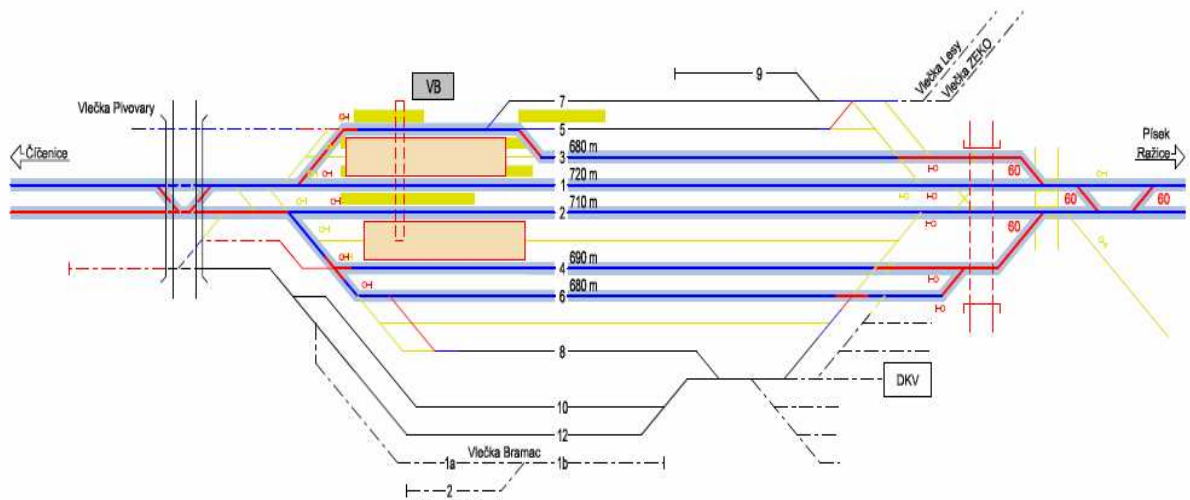 Vlečka Pivovary
VB
9
Vlečka Lesy
Vlečka ZEKO
7
5
Číčenice
680 m
3
720 m
1
710 m
2
690 m
4
680 m
6
60
60
60
60
Písek
Ražice
8
DKV
10
12
Vlečka Bramac
1a
1b
2